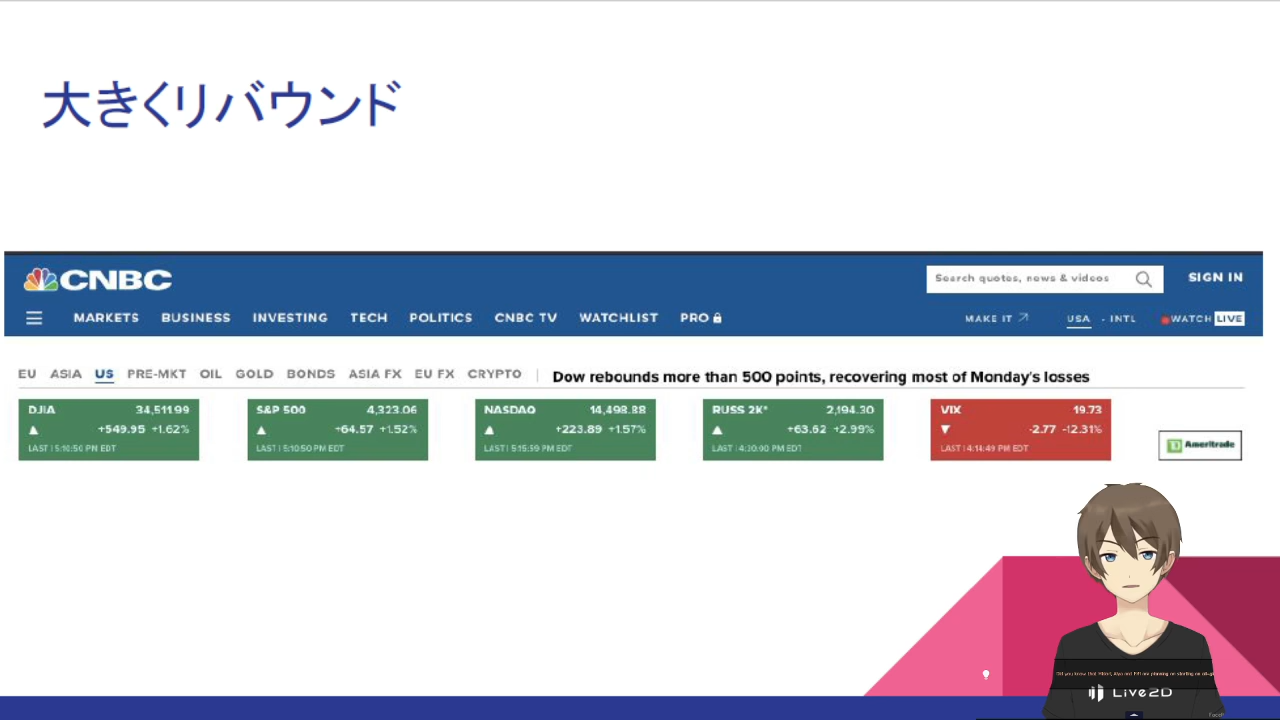 大きくリバウンド
CNBC
Search quotes, news & videos
SIGN IN
MARKETS BUSINESS INVESTING TECH POLITICS CNBC TV WATCHLIST PRO
MAKE IT USA - INTL WATCH LIVE
EU ASIA US PRE-MKT OIL GOLD BONDS ASIA FX EU FX CRYPTO
Dow rebounds more than 500 points, recovering most of Monday's losses
DJIA 34,511.99
+549.95 +1.62%
LAST | 5:10:50 PM EDT
S&P 500 4,323.06
+64.57 +1.52%
LAST | 5:10:50 PM EDT
NASDAQ 14,498.88
+223.89 +1.57%
LAST | 5:15:59 PM EDT
RUSS 2K* 2,194.30
+63.62 +2.99%
LAST | 4:30:00 PM EDT
VIX 19.73
-2.77 -12.31%
LAST | 4:14:49 PM EDT
TD Ameritrade
Live2D